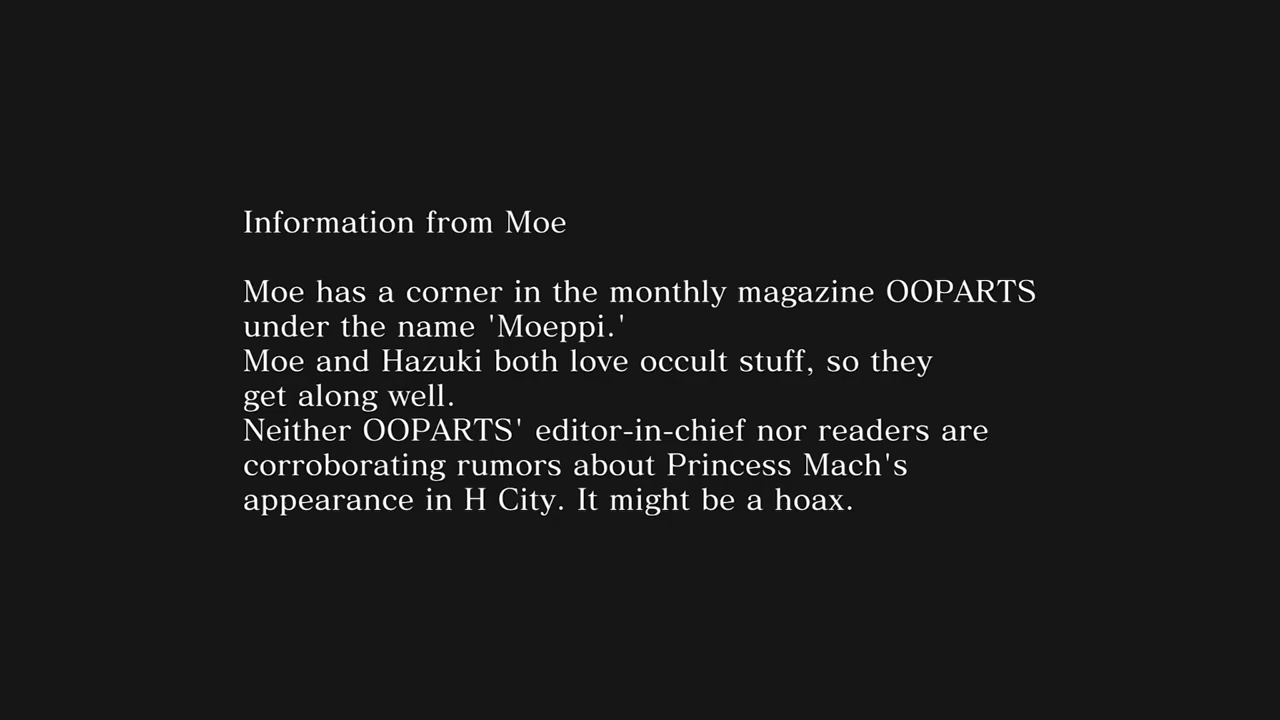 Information from Moe
Moe has a corner in the monthly magazine OOPARTS
under the name 'Moeppi.'
Moe and Hazuki both love occult stuff, so they
get along well.
Neither OOPARTS' editor-in-chief nor readers are
corroborating rumors about Princess Mach's
appearance in H City. It might be a hoax.